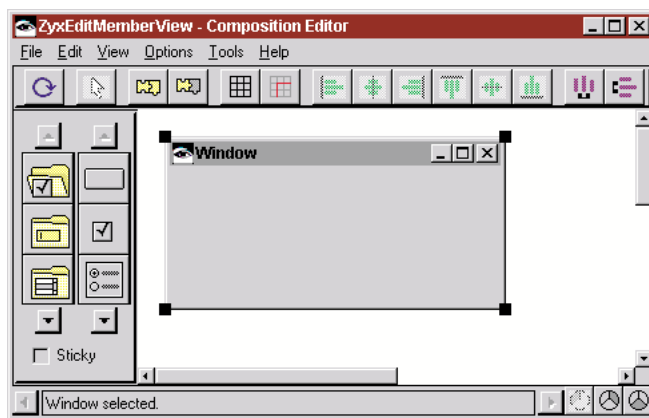 ZyxEditMemberView - Composition Editor
File Edit View Options Tools Help
Window
Sticky
Window selected.